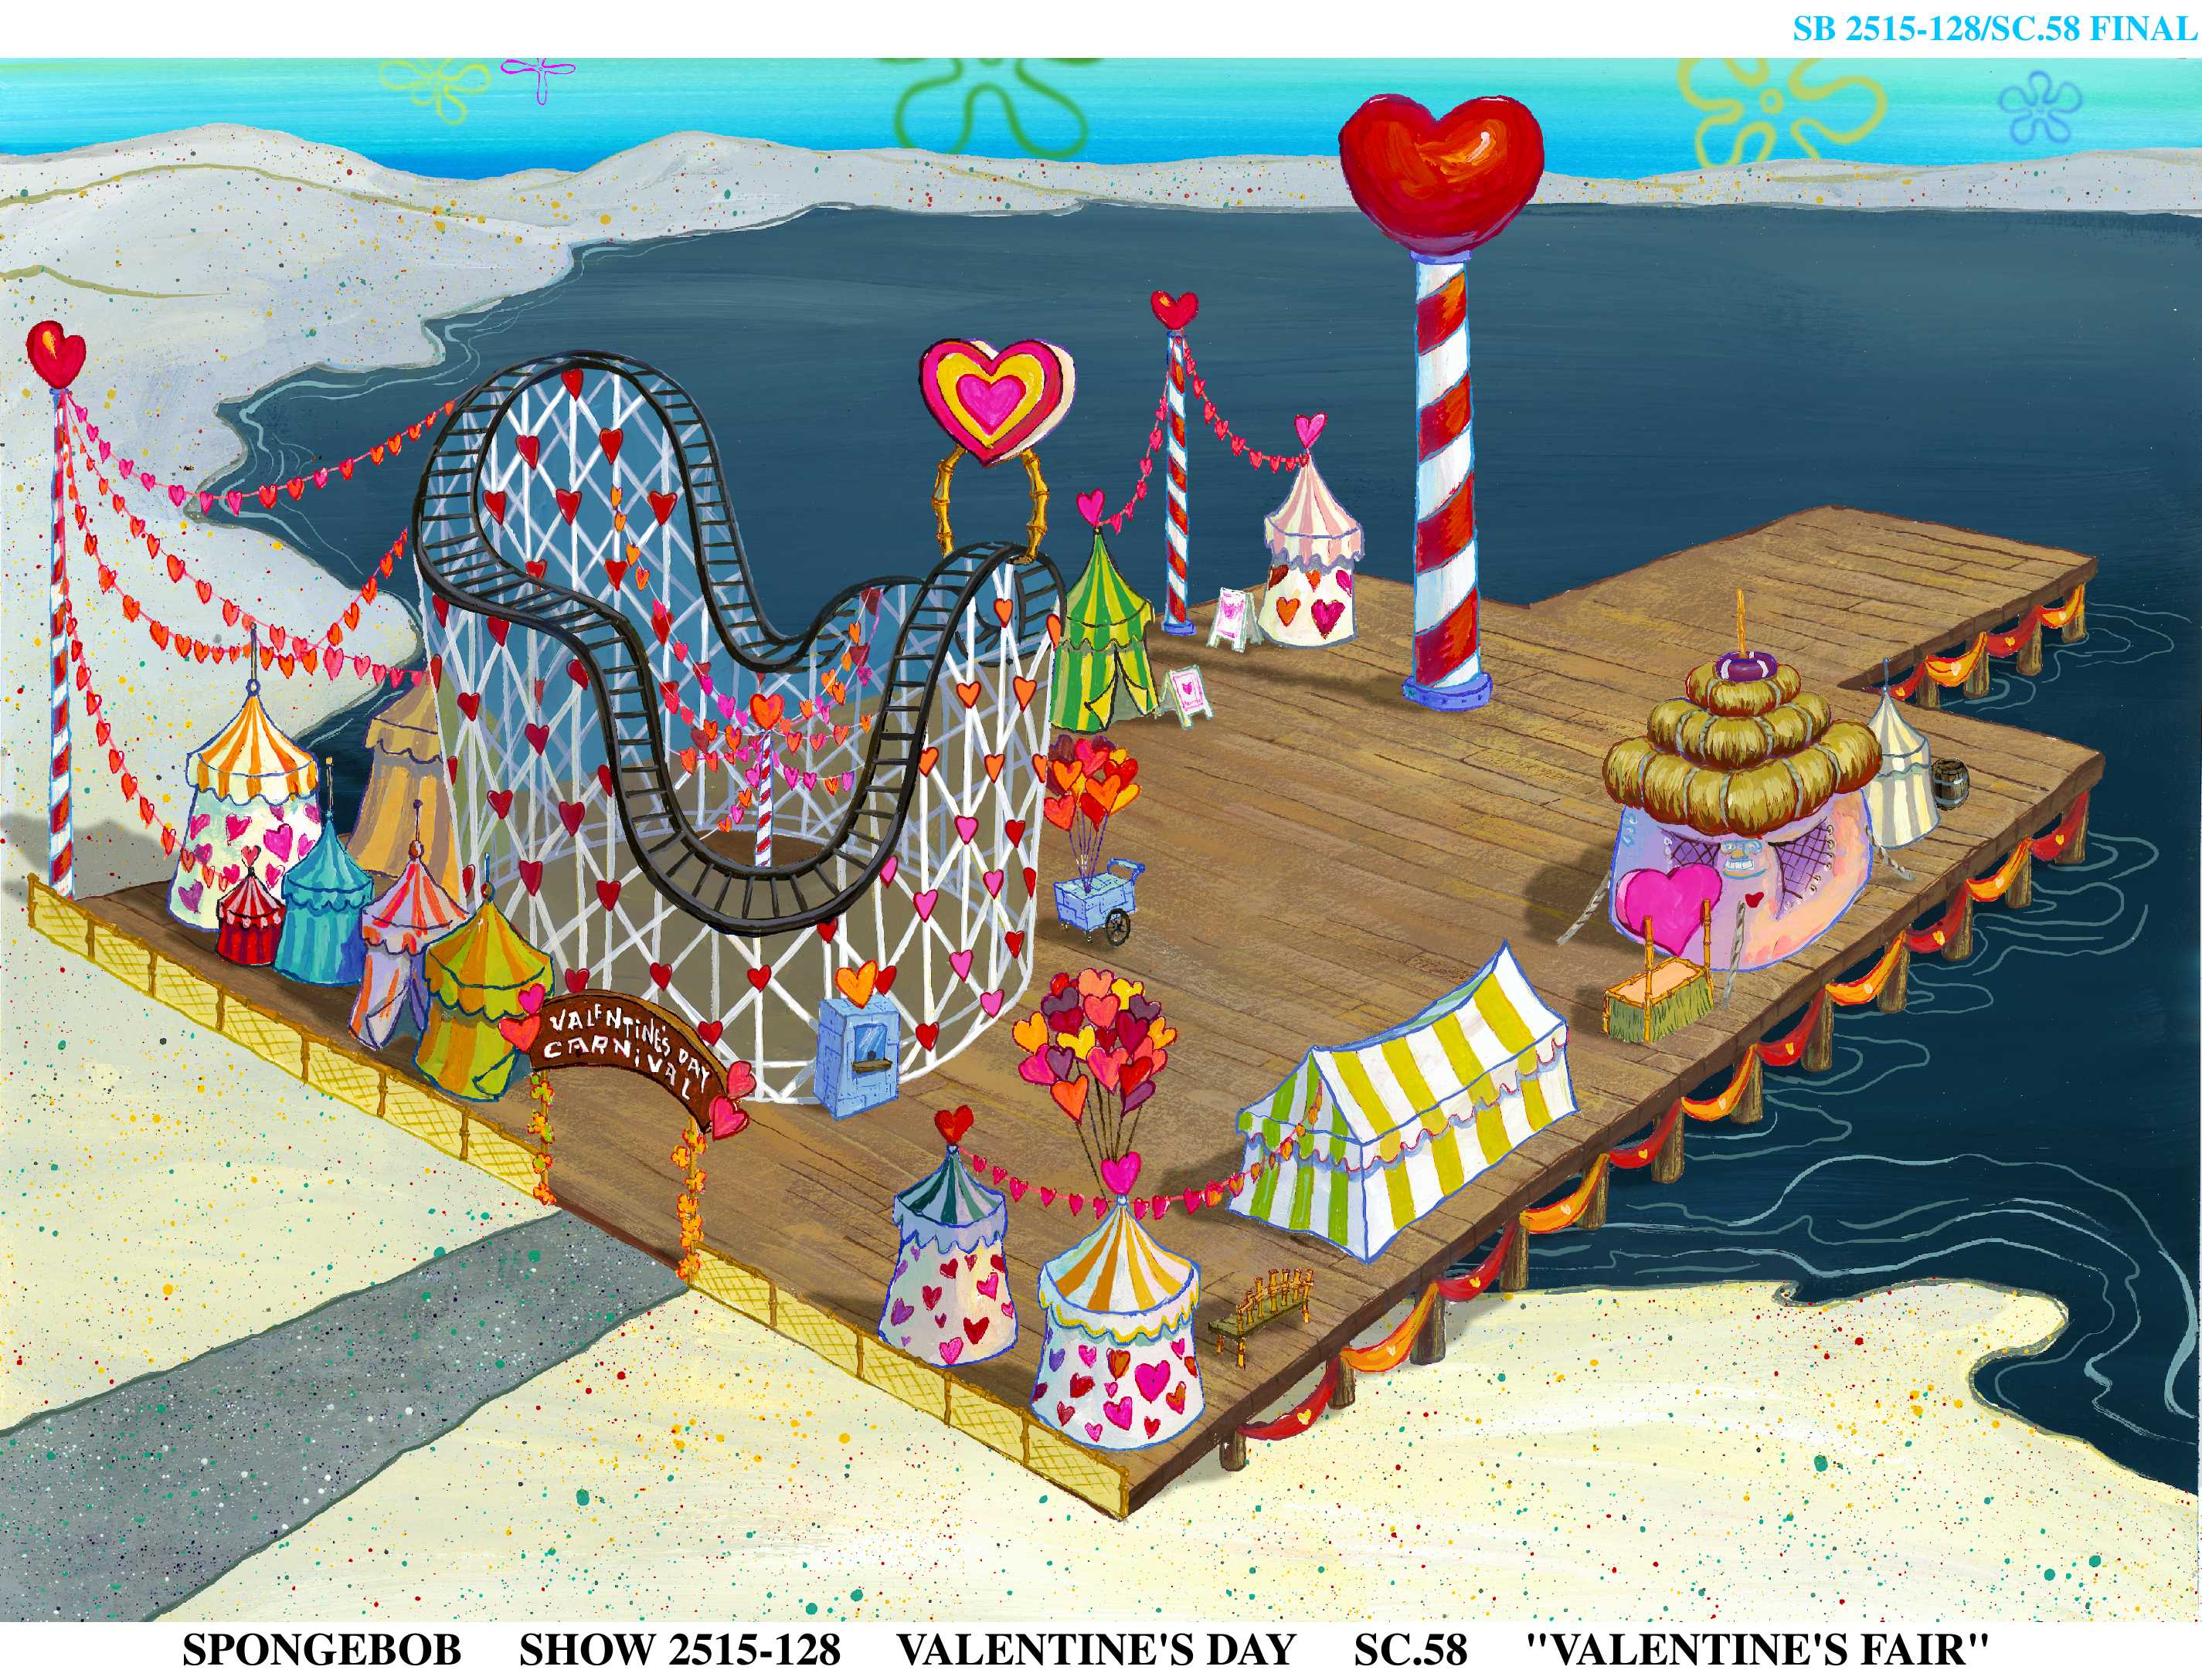 SB 2515-128/SC.58 FINAL
VALENTINE'S DAY
CARNIVAL
SPONGEBOB SHOW 2515-128 VALENTINE'S DAY SC.58 "VALENTINE'S FAIR"